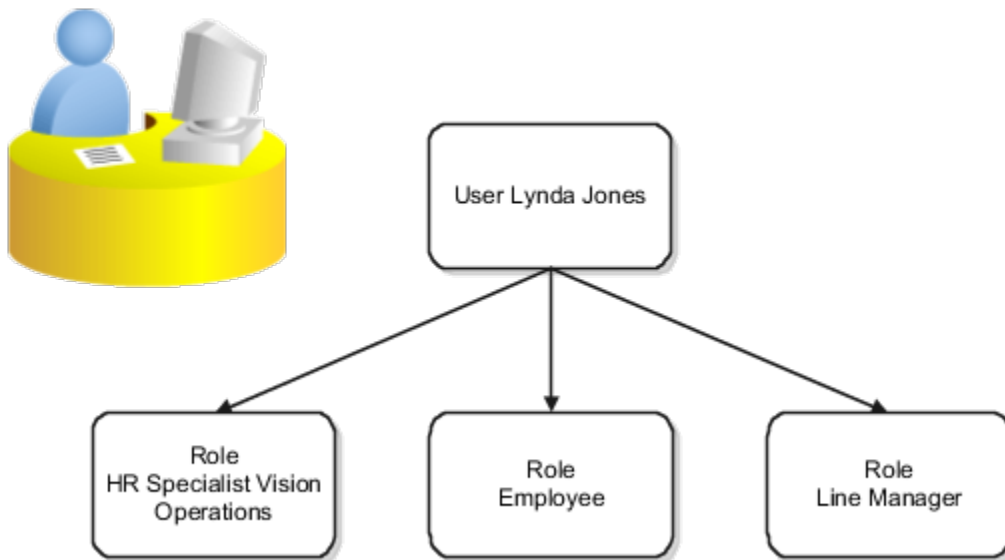 User Lynda Jones
Role
HR Specialist Vision
Operations
Role
Employee
Role
Line Manager